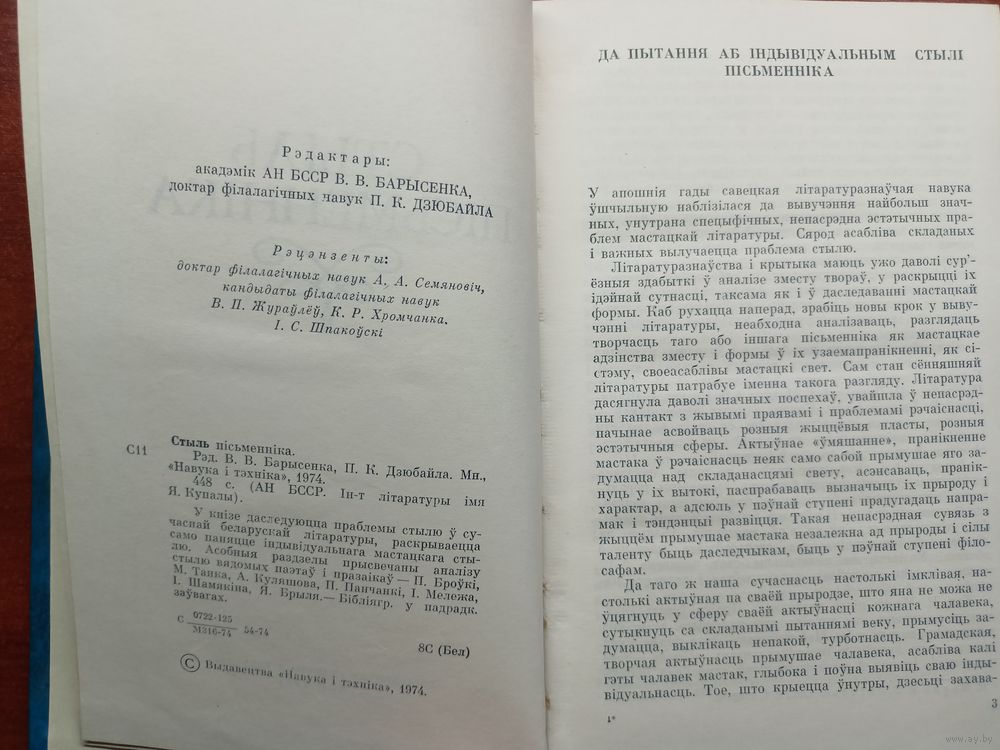 Рэдактары:
акадэмік АН БССР В. В. БАРЫСЕНКА,
доктар філалагічных навук П. К. ДЗЮБАЙЛА
Рэцэнзенты:
доктар філалагічных навук А. А. Семяновіч,
кандыдаты філалагічных навук
В. П. Жураўлёў, К. Р. Хромчанка.
І. С. Шпакоўскі
С11
Стыль пісьменніка.
Рэд. В. В. Барысенка, П. К. Дзюбайла. Мн.,
«Навука і тэхніка», 1974.
448 с. (АН БССР. Ін-т літаратуры імя
Я. Купалы).
У кнізе даследуюцца праблемы стылю ў су-
часнай беларускай літаратуры, раскрываецца
само паняцце індывідуальнага мастацкага сты-
лю. Асобныя раздзелы прысвечаны аналізу
стылю вядомых паэтаў і празаікаў — П. Броўкі,
М. Танка, А. Куляшова, П. Панчанкі, І. Мележа,
І. Шамякіна, Я. Брыля. — Бібліягр. у падрадк.
заўвагах.
С 0722-125
М316-74 54-74
8С (Бел)
© Выдавецтва «Навука і тэхніка», 1974.
ДА ПЫТАННЯ АБ ІНДЫВІДУАЛЬНЫМ СТЫЛІ
ПІСЬМЕННІКА
У апошнія гады савецкая літаратуразнаўчая навука
ўшчыльную наблізілася да вывучэння найбольш знач-
ных, унутрана спецыфічных, непасрэдна эстэтычных пра-
блем мастацкай літаратуры. Сярод асабліва складаных
і важных вылучаецца праблема стылю.
Літаратуразнаўства і крытыка маюць ужо даволі сур'-
ёзныя здабыткі ў аналізе зместу твораў, у раскрыцці іх
ідэйнай сутнасці, таксама як і ў даследаванні мастацкай
формы. Каб рухацца наперад, зрабіць новы крок у выву-
чэнні літаратуры, неабходна аналізаваць, разглядаць
творчасць таго або іншага пісьменніка як мастацкае
адзінства зместу і формы ў іх узаемапранікненні, як сі-
стэму, своеасаблівы мастацкі свет. Сам стан сённяшняй
літаратуры патрабуе іменна такога разгляду. Літаратура
дасягнула даволі значных поспехаў, увайшла ў непасрэд-
ны кантакт з жывымі праявамі і праблемамі рэчаіснасці,
пачынае асвойваць розныя жыццёвыя пласты, розныя
эстэтычныя сферы. Актыўнае «ўмяшанне», пранікненне
мастака ў рэчаіснасць неяк само сабой прымушае яго за-
думацца над складанасцямі свету, асэнсаваць, пранік-
нуць у іх вытокі, паспрабаваць вызначыць іх прыроду і
характар, а адсюль у пэўнай ступені прадугадаць напра-
мак і тэндэнцыі развіцця. Такая непасрэдная сувязь з
жыццём прымушае мастака незалежна ад прыроды і сілы
таленту быць даследчыкам, быць у пэўнай ступені філо-
сафам.
Да таго ж наша сучаснасць настолькі імклівая, на-
столькі актыўная па сваёй прыродзе, што яна не можа не
ўцягнуць у сферу сваёй актыўнасці кожнага чалавека,
сутыкнуць са складанымі пытаннямі веку, прымусіць за-
думацца, выклікаць непакой, турботнасць. Грамадская,
творчая актыўнасць прымушае чалавека, асабліва калі
гэты чалавек мастак, глыбока і поўна выявіць сваю інды-
відуальнасць. Тое, што крыецца ўнутры, дзесьці захава-
1*
3
www.ay.by